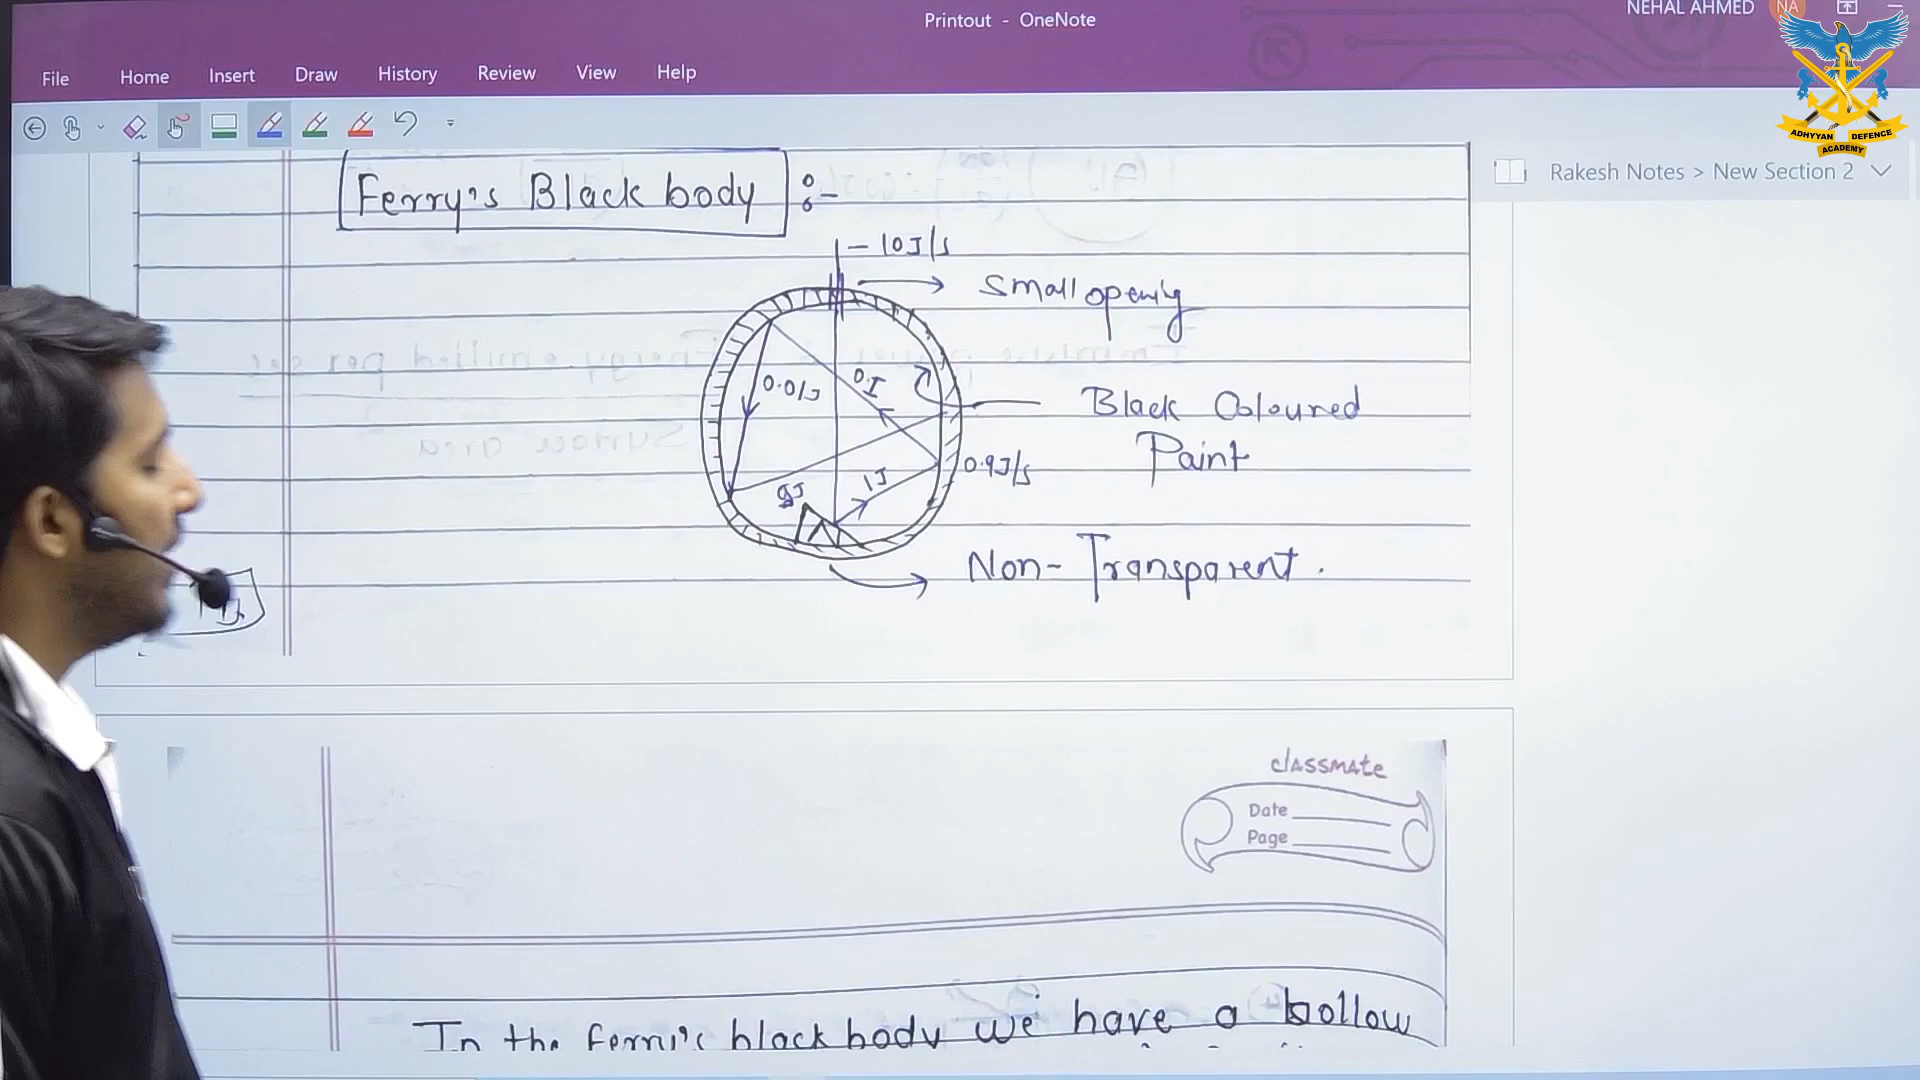 Printout - OneNote
NEHAL AHMED NA
File Home Insert Draw History Review View Help
ADHYYAN DEFENCE
ACADEMY
Rakesh Notes > New Section 2
Ferry's Black body :-
10J/s
Small opening
0.01J
0.1
Black Coloured
Paint
0.9J/s
9J
1J
Non-Transparent.
classmate
Date
Page
In the ferri's black body we have a hollow